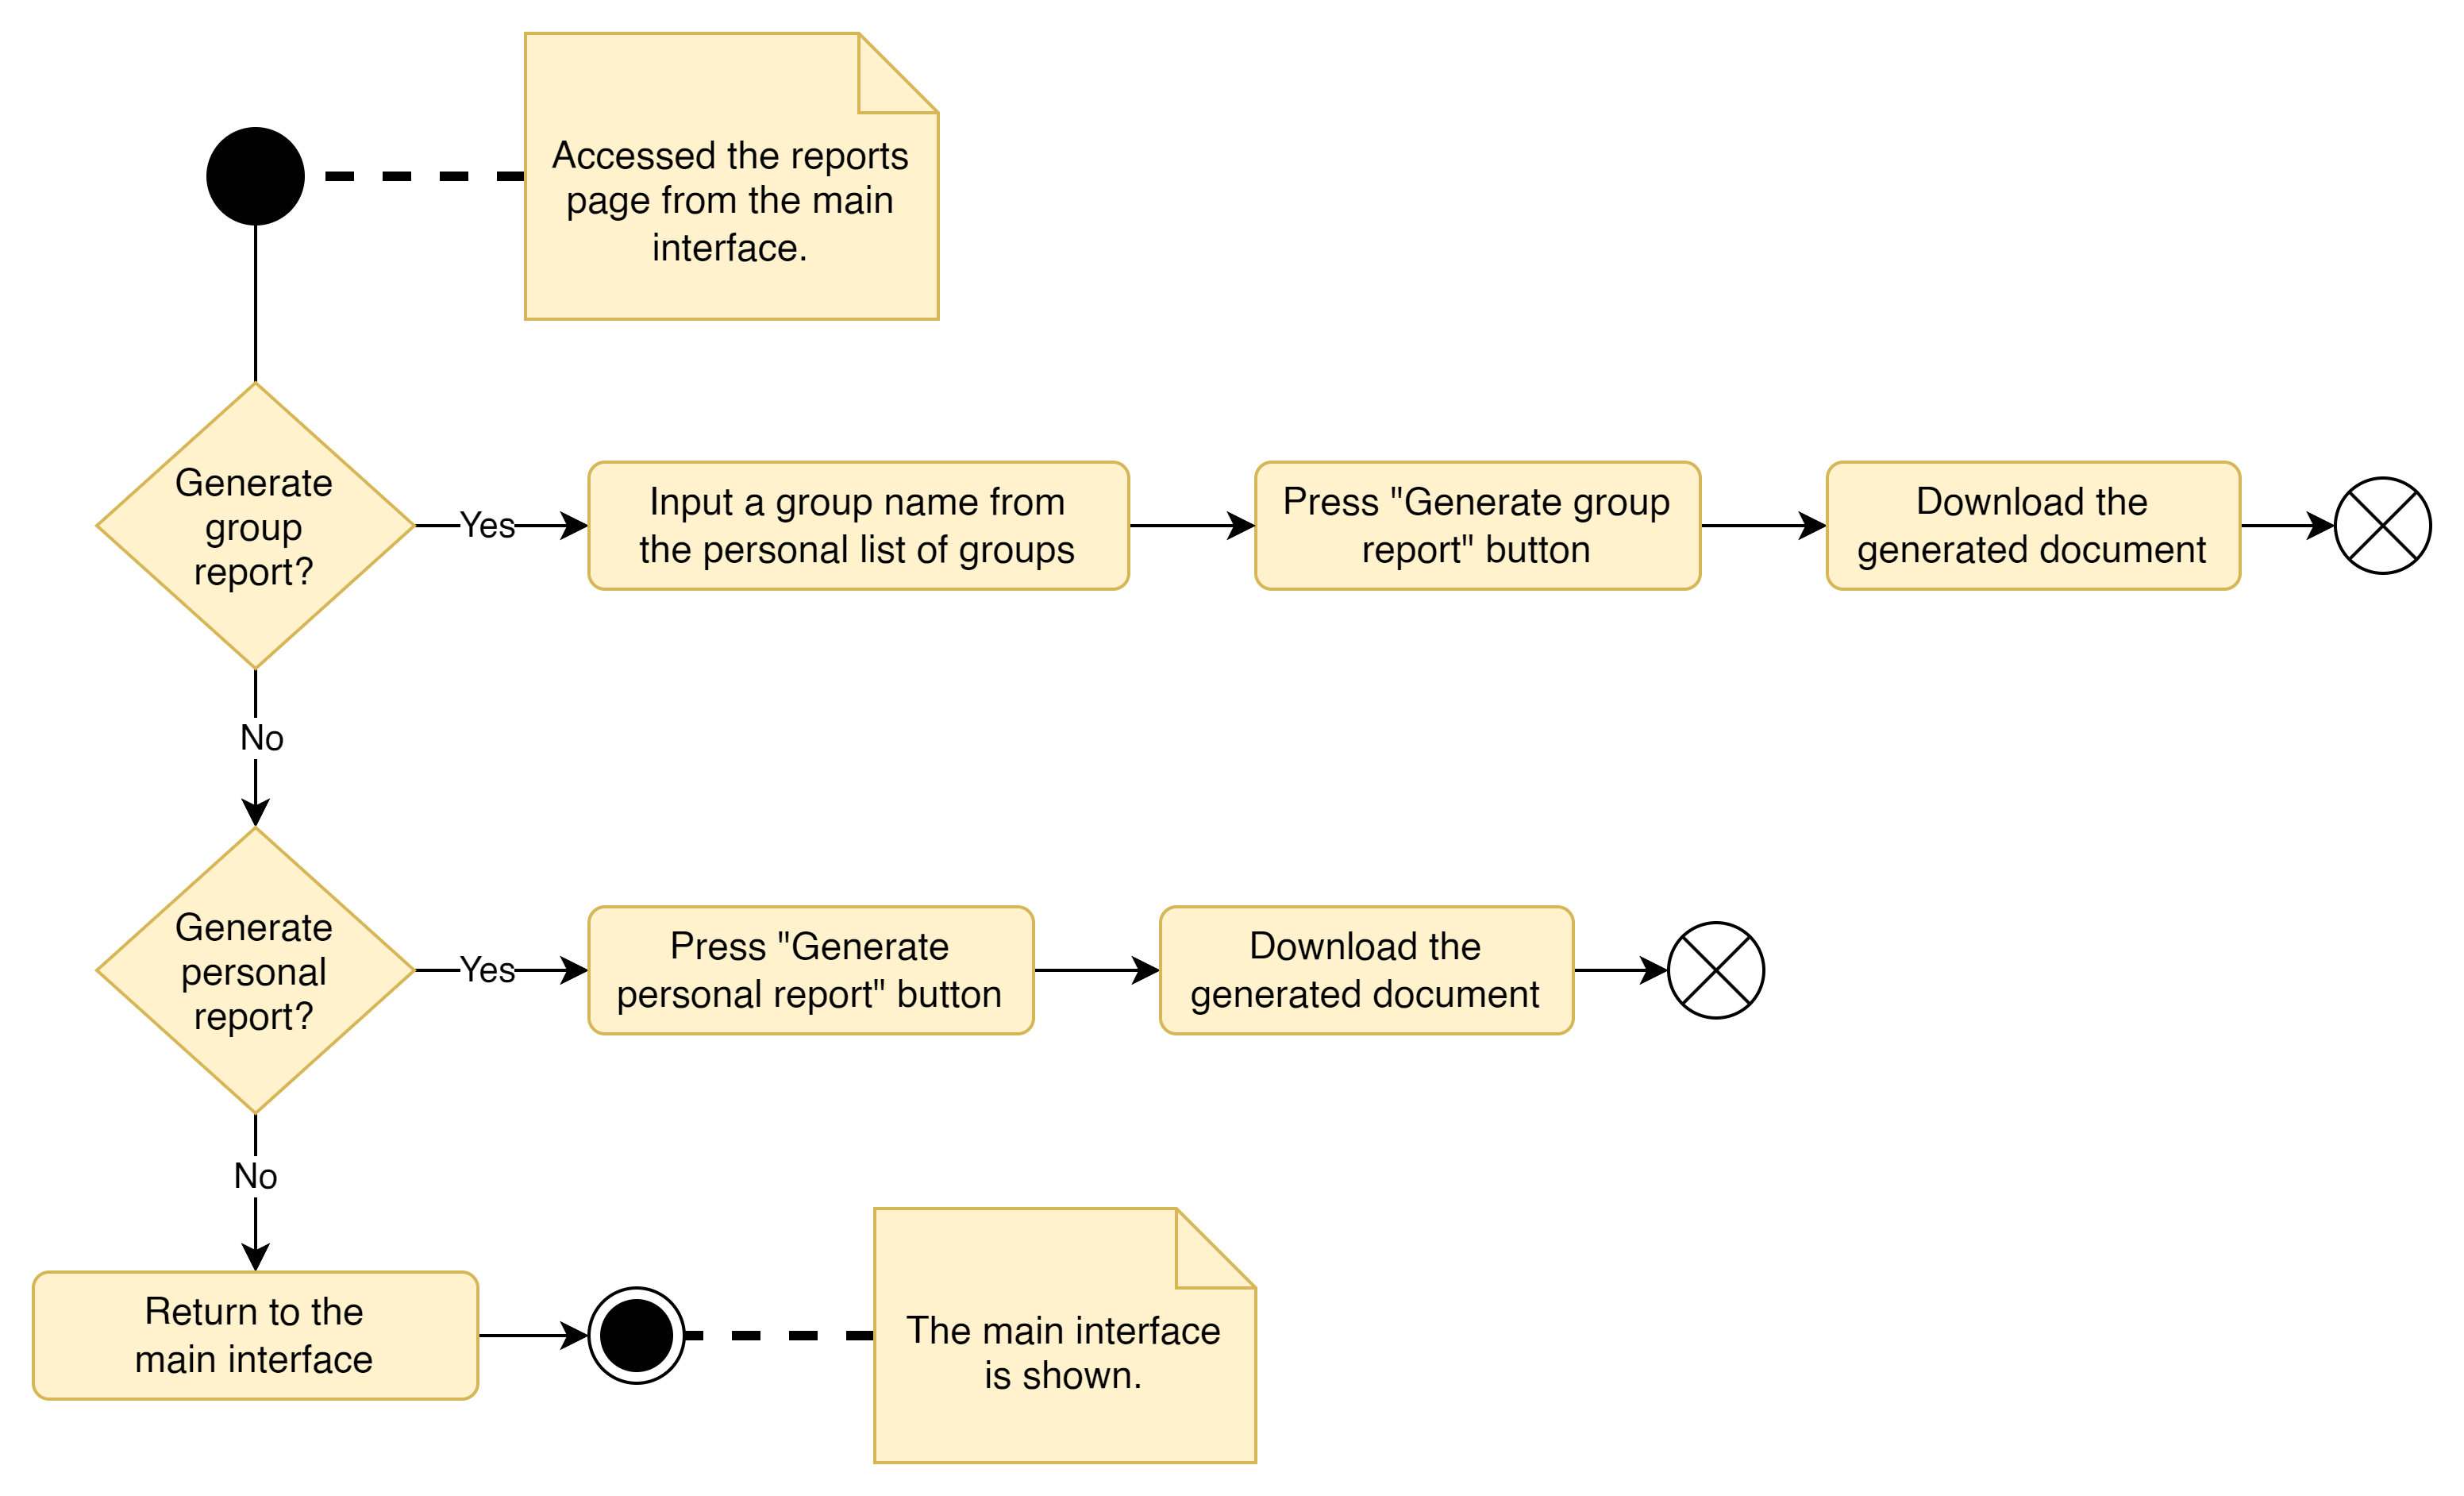 Accessed the reports
page from the main
interface.
Generate
group
report?
Yes
Input a group name from
the personal list of groups
Press "Generate group
report" button
Download the
generated document
No
Generate
personal
report?
Yes
Press "Generate
personal report" button
Download the
generated document
No
Return to the
main interface
The main interface
is shown.